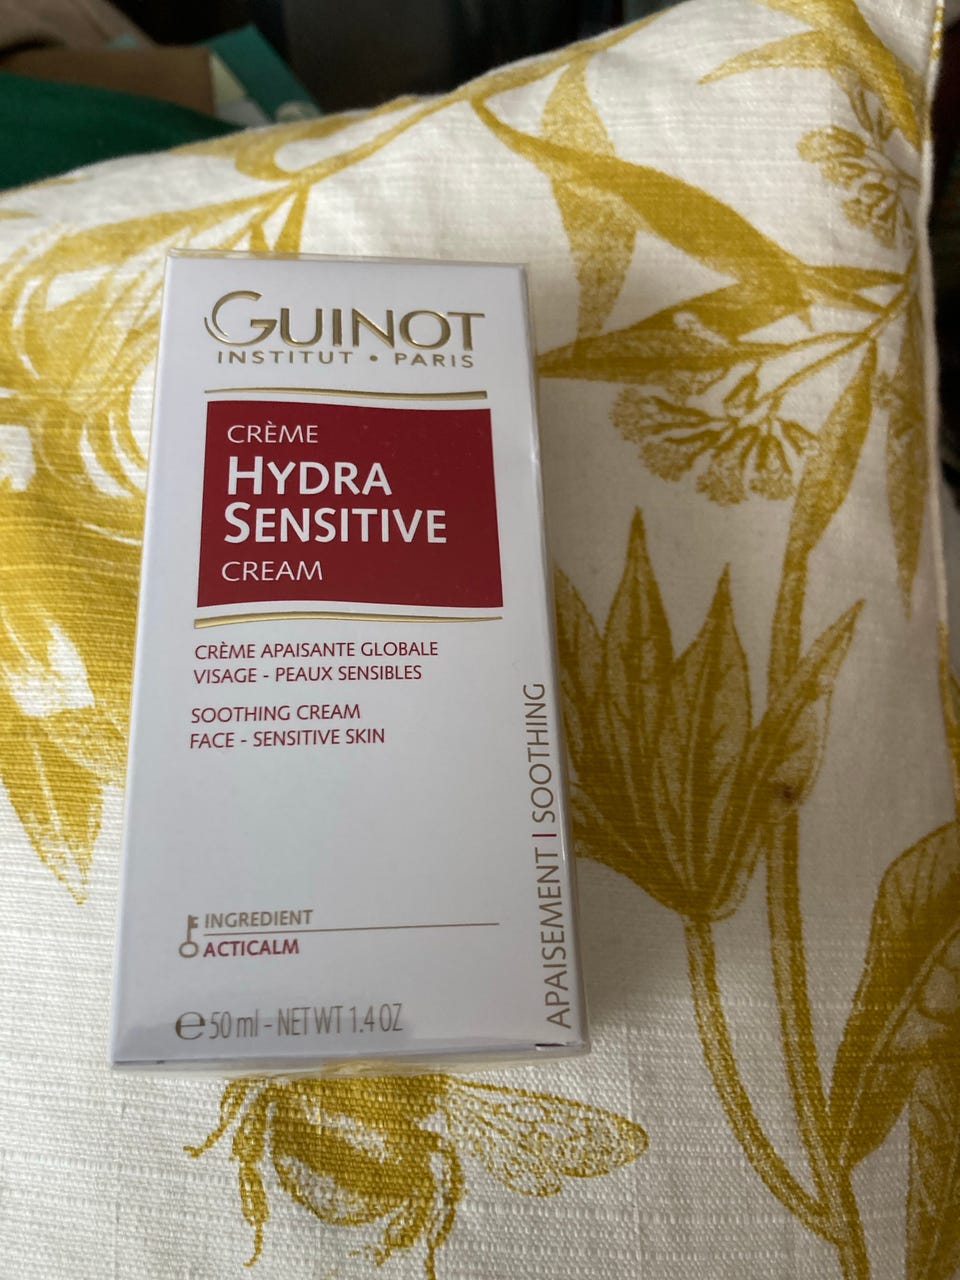 GUINOT
INSTITUT • PARIS
CRÈME
HYDRA
SENSITIVE
CREAM
CRÈME APAISANTE GLOBALE
VISAGE - PEAUX SENSIBLES
SOOTHING CREAM
FACE - SENSITIVE SKIN
APAISEMENT | SOOTHING
INGREDIENT
ACTICALM
℮ 50 ml - NET WT 1.4 OZ